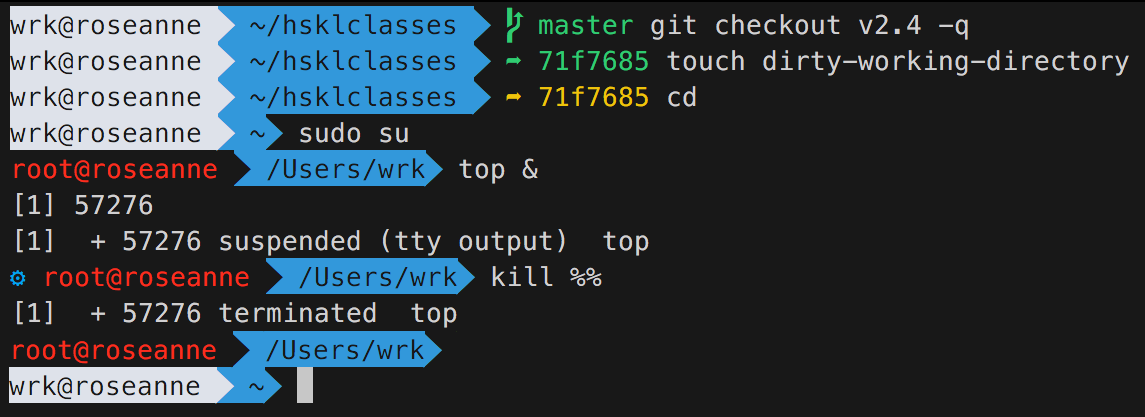 wrk@roseanne ~/hsklclasses master git checkout v2.4 -q
wrk@roseanne ~/hsklclasses ➦ 71f7685 touch dirty-working-directory
wrk@roseanne ~/hsklclasses ➦ 71f7685 cd
wrk@roseanne ~ sudo su
root@roseanne /Users/wrk top &
[1] 57276
[1]  + 57276 suspended (tty output)  top
⚙ root@roseanne /Users/wrk kill %%
[1]  + 57276 terminated  top
root@roseanne /Users/wrk
wrk@roseanne ~